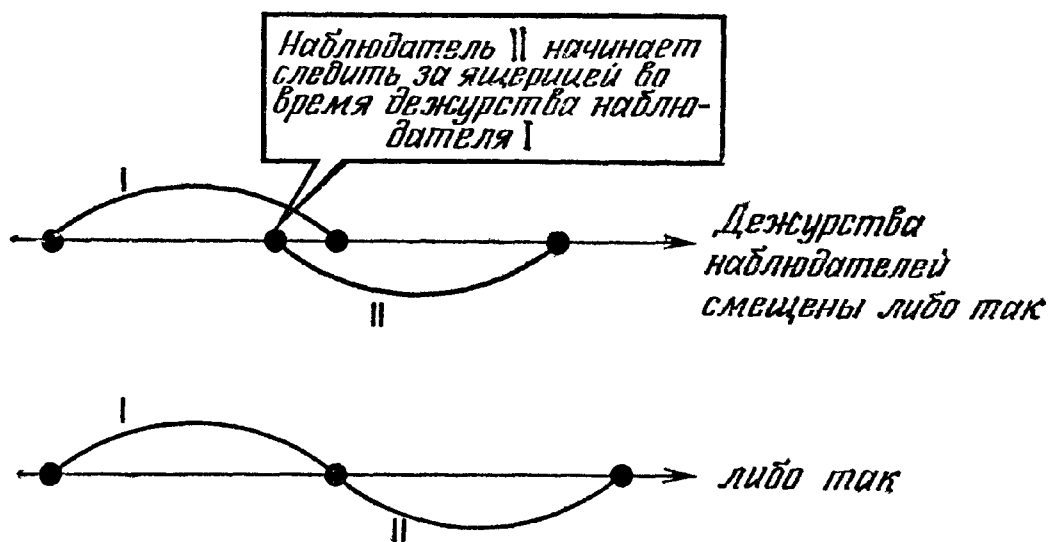 Наблюдатель II начинает
следить за ящерицей во
время дежурства наблю-
дателя I
I
Дежурства
наблюдателей
смещены либо так
II
I
либо так
II